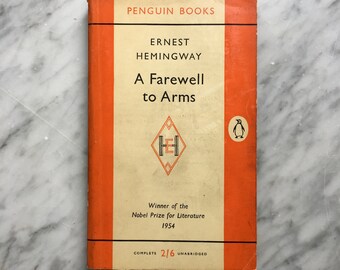 PENGUIN BOOKS
ERNEST
HEMINGWAY
A Farewell
to Arms
H E
Winner of the
Nobel Prize for Literature
1954
COMPLETE 2/6 UNABRIDGED